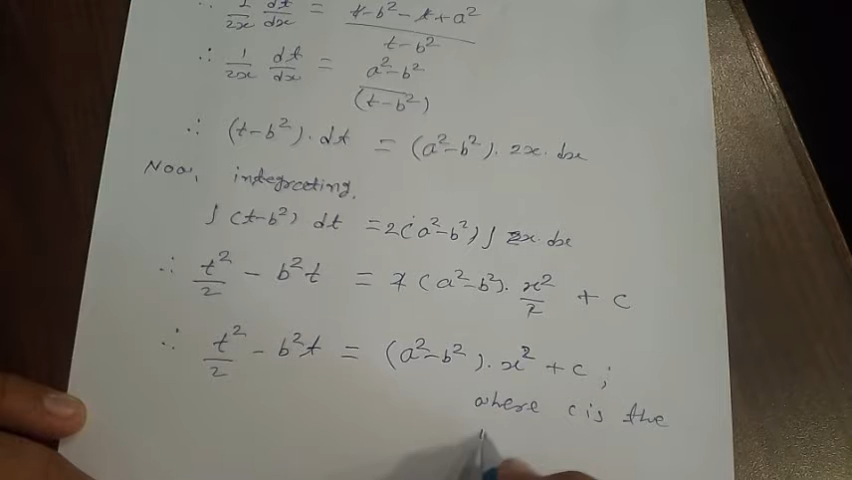 ∴ 1/2x dt/dx = (t-b²-t+a²)/(t-b²)
∴ 1/2x dt/dx = (a²-b²)/(t-b²)
∴ (t-b²). dt = (a²-b²). 2x. dx
Now, integreeting,
∫ (t-b²) dt = 2(a²-b²) ∫ x. dx
∴ t²/2 - b²t = 2 (a²-b²). x²/2 + c
∴ t²/2 - b²t = (a²-b²). x² + c ;
where c is the